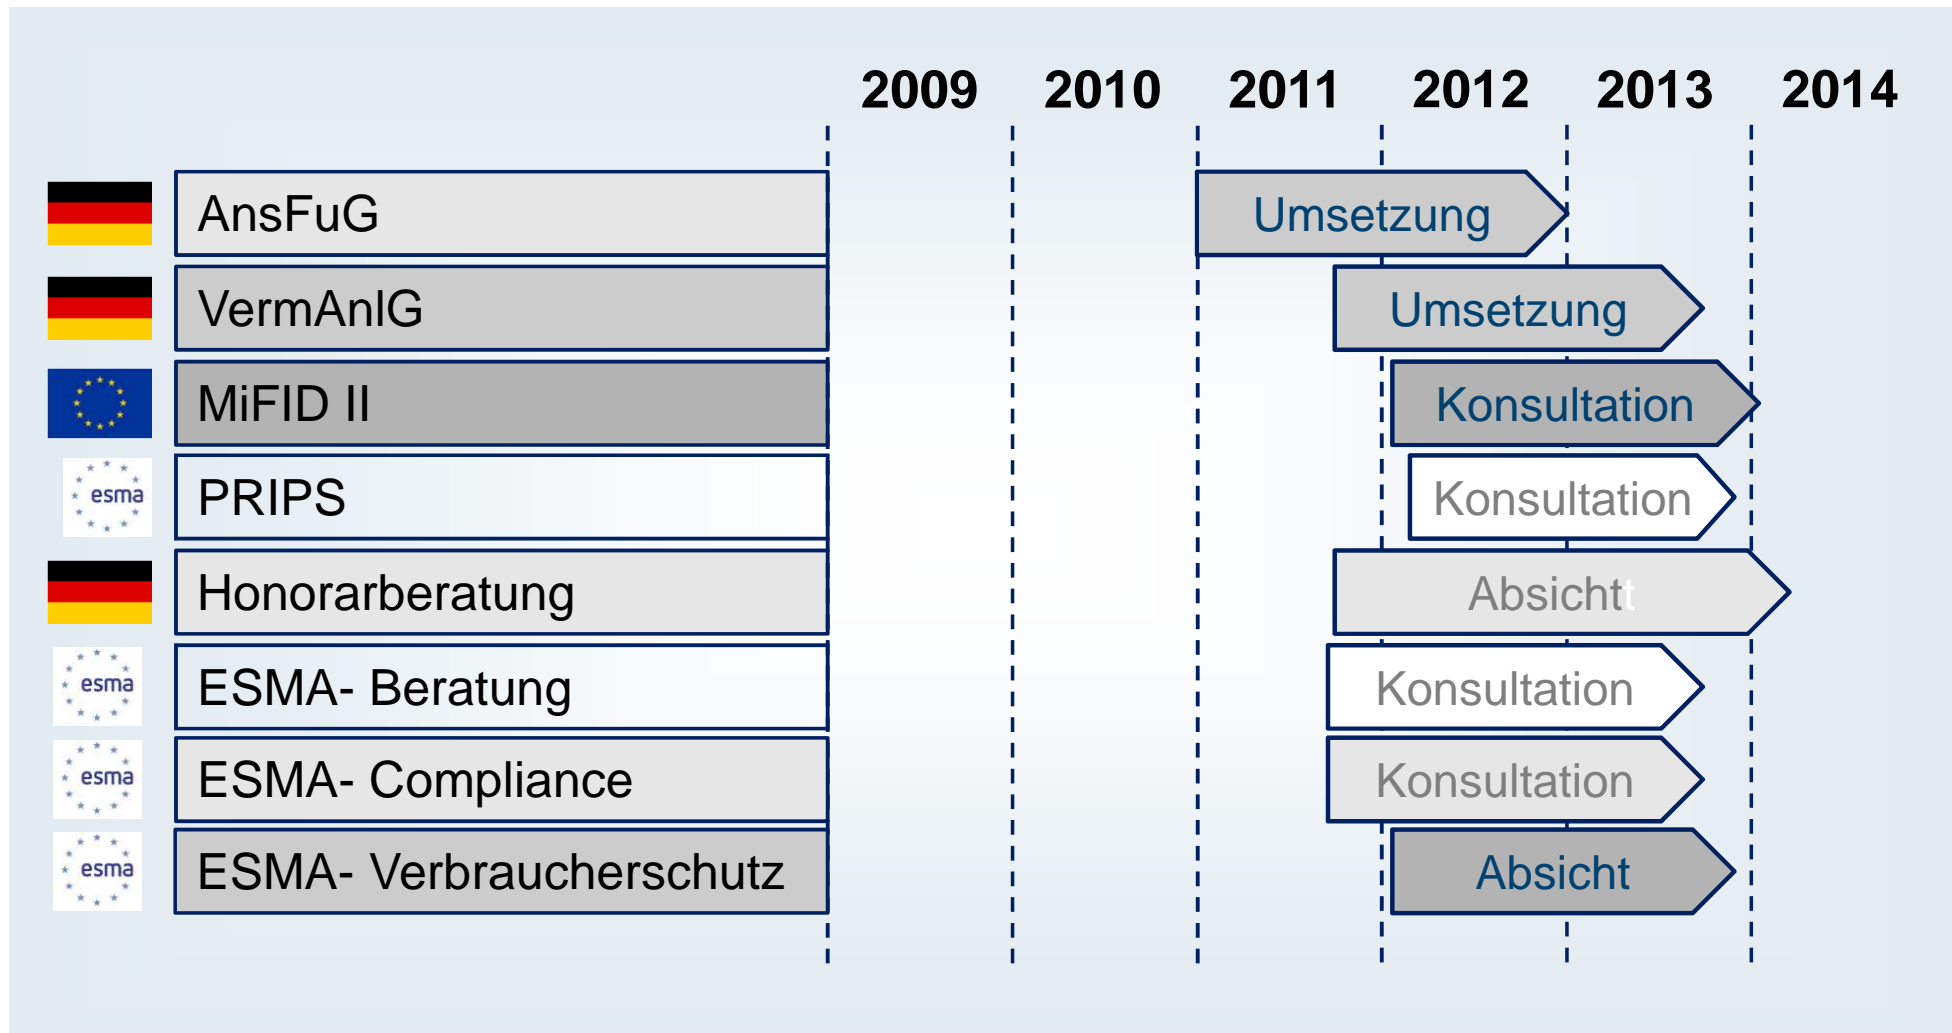 2009 2010 2011 2012 2013 2014
AnsFuG Umsetzung
VermAnlG Umsetzung
MiFID II Konsultation
esma PRIPS Konsultation
Honorarberatung Absichtt
esma ESMA- Beratung Konsultation
esma ESMA- Compliance Konsultation
esma ESMA- Verbraucherschutz Absicht